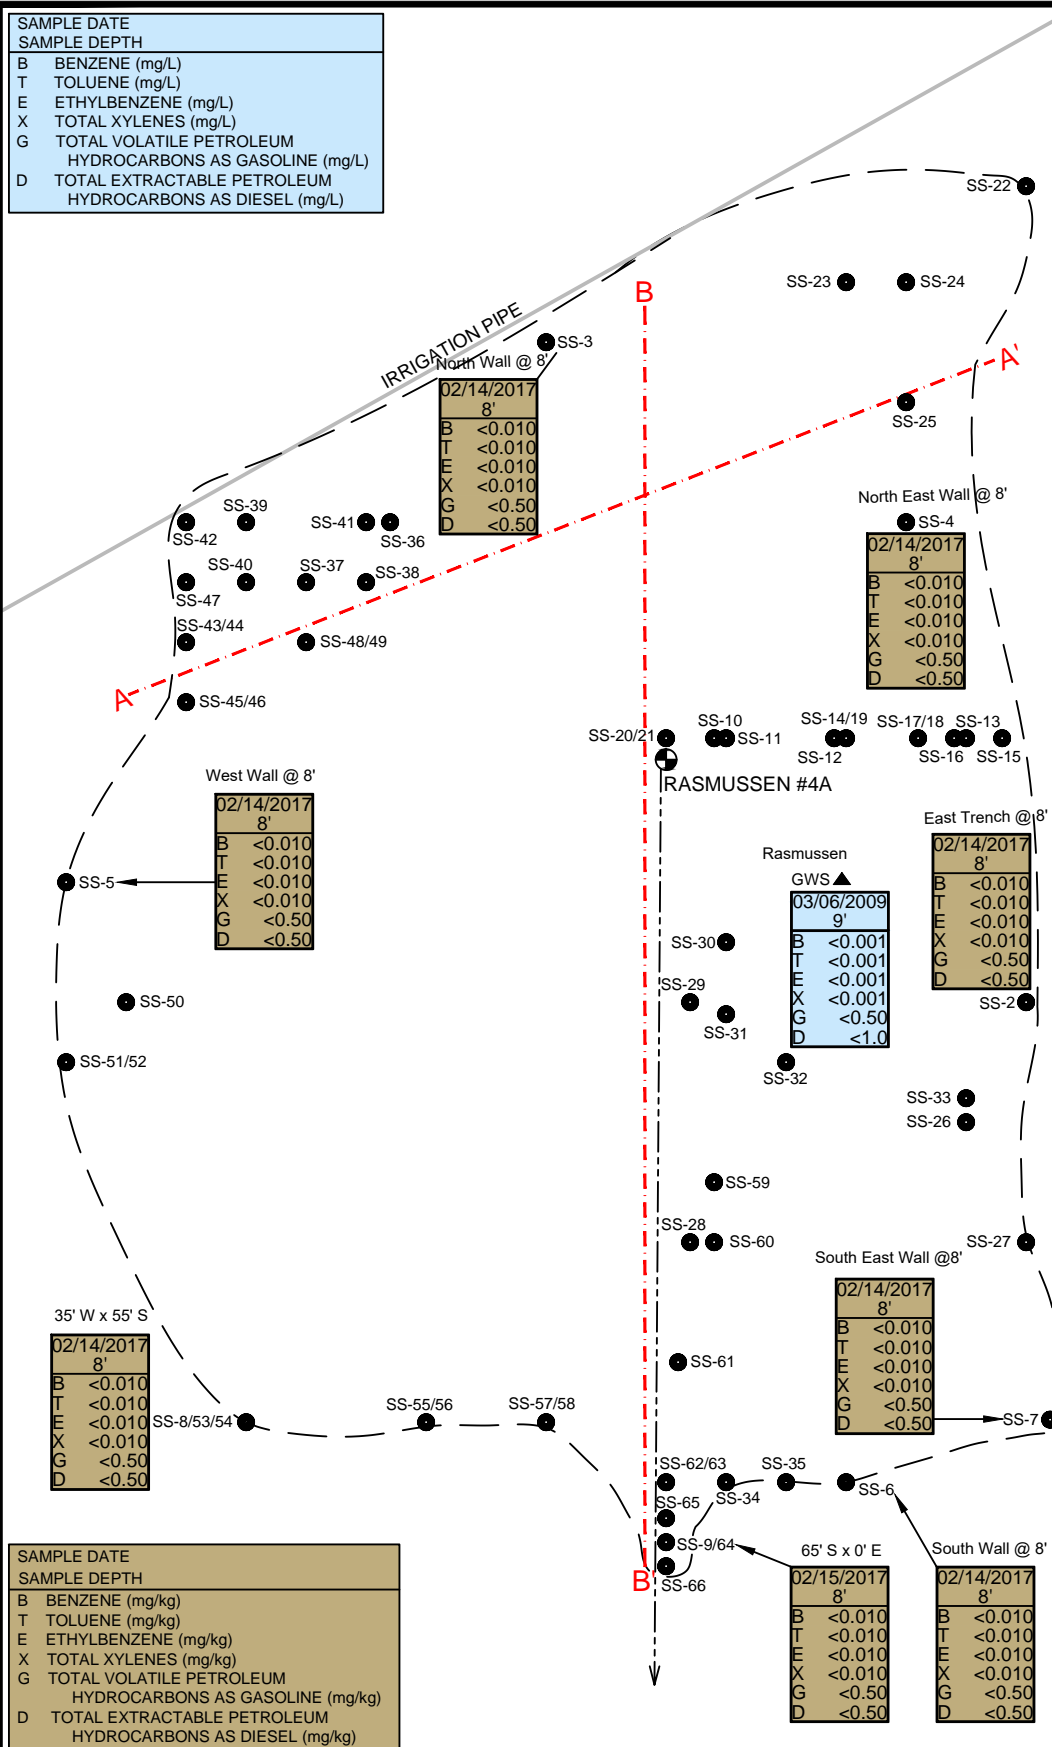 SAMPLE DATE
SAMPLE DEPTH
B BENZENE (mg/L)
T TOLUENE (mg/L)
E ETHYLBENZENE (mg/L)
X TOTAL XYLENES (mg/L)
G TOTAL VOLATILE PETROLEUM
HYDROCARBONS AS GASOLINE (mg/L)
D TOTAL EXTRACTABLE PETROLEUM
HYDROCARBONS AS DIESEL (mg/L)
SS-22
SS-23
SS-24
B
IRRIGATION PIPE
SS-3
A'
North Wall @ 8'
02/14/2017
8'
B <0.010
T <0.010
E <0.010
X <0.010
G <0.50
D <0.50
SS-25
North East Wall @ 8'
SS-4
02/14/2017
8'
B <0.010
T <0.010
E <0.010
X <0.010
G <0.50
D <0.50
SS-39
SS-42
SS-41
SS-36
SS-40
SS-37
SS-38
SS-47
SS-43/44
SS-48/49
A
SS-45/46
SS-20/21
SS-10
SS-11
SS-14/19
SS-12
SS-17/18
SS-13
SS-16
SS-15
RASMUSSEN #4A
West Wall @ 8'
02/14/2017
8'
B <0.010
T <0.010
E <0.010
X <0.010
G <0.50
D <0.50
SS-5
East Trench @ 8'
02/14/2017
8'
B <0.010
T <0.010
E <0.010
X <0.010
G <0.50
D <0.50
SS-2
Rasmussen
GWS
03/06/2009
9'
B <0.001
T <0.001
E <0.001
X <0.001
G <0.50
D <1.0
SS-30
SS-29
SS-31
SS-50
SS-51/52
SS-32
SS-33
SS-26
SS-59
SS-28
SS-60
SS-27
South East Wall @8'
02/14/2017
8'
B <0.010
T <0.010
E <0.010
X <0.010
G <0.50
D <0.50
SS-7
35' W x 55' S
02/14/2017
8'
B <0.010
T <0.010
E <0.010
X <0.010
G <0.50
D <0.50
SS-8/53/54
SS-61
SS-55/56
SS-57/58
SS-62/63
SS-35
SS-34
SS-6
SS-65
SS-9/64
SS-66
B'
65' S x 0' E
02/15/2017
8'
B <0.010
T <0.010
E <0.010
X <0.010
G <0.50
D <0.50
South Wall @ 8'
02/14/2017
8'
B <0.010
T <0.010
E <0.010
X <0.010
G <0.50
D <0.50
SAMPLE DATE
SAMPLE DEPTH
B BENZENE (mg/kg)
T TOLUENE (mg/kg)
E ETHYLBENZENE (mg/kg)
X TOTAL XYLENES (mg/kg)
G TOTAL VOLATILE PETROLEUM
HYDROCARBONS AS GASOLINE (mg/kg)
D TOTAL EXTRACTABLE PETROLEUM
HYDROCARBONS AS DIESEL (mg/kg)